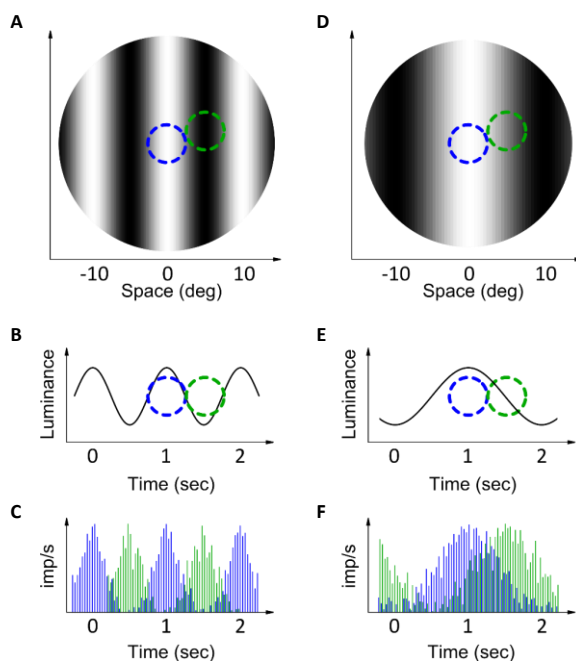 A
-10 0 10
Space (deg)
B
Luminance
0 1 2
Time (sec)
C
imp/s
0 1 2
Time (sec)
D
-10 0 10
Space (deg)
E
Luminance
0 1 2
Time (sec)
F
imp/s
0 1 2
Time (sec)